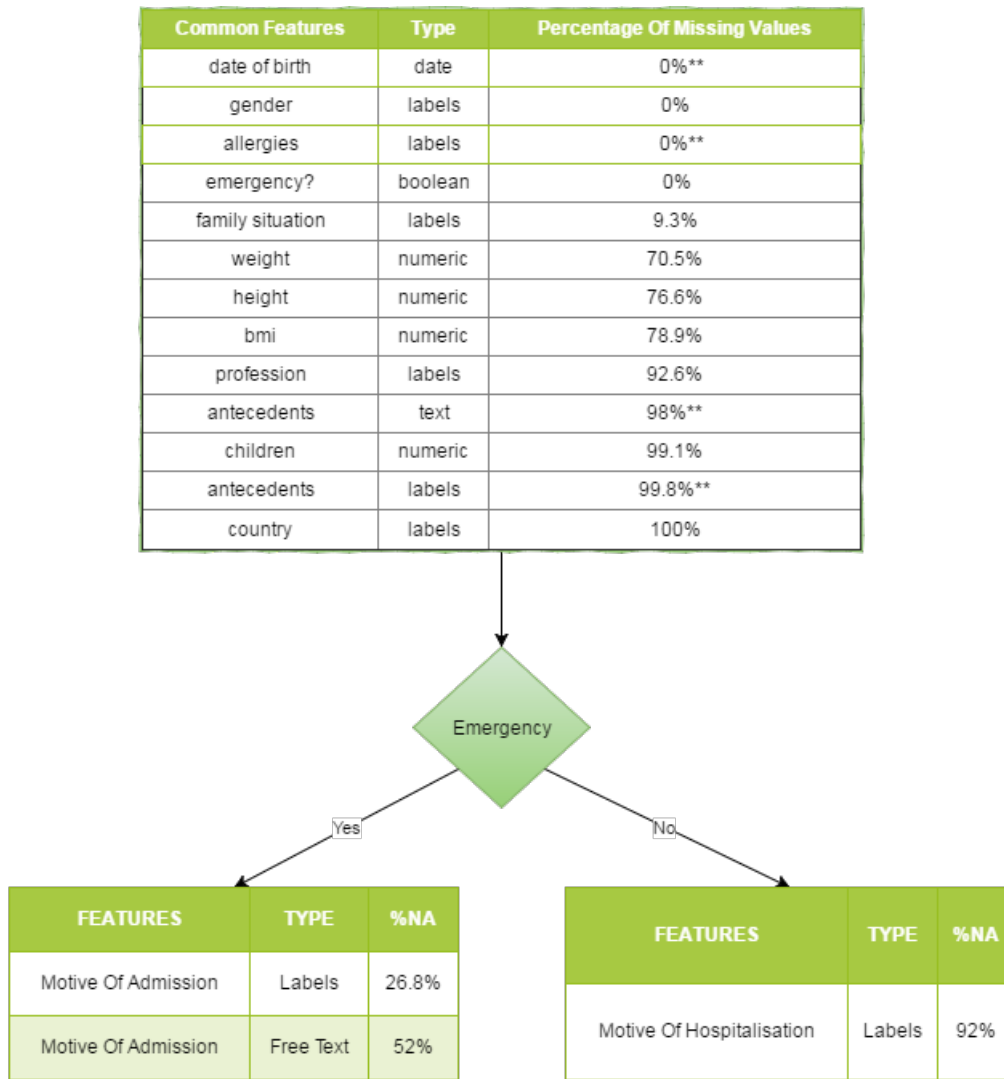 Common Features Type Percentage Of Missing Values
date of birth date 0%**
gender labels 0%
allergies labels 0%**
emergency? boolean 0%
family situation labels 9.3%
weight numeric 70.5%
height numeric 76.6%
bmi numeric 78.9%
profession labels 92.6%
antecedents text 98%**
children numeric 99.1%
antecedents labels 99.8%**
country labels 100%
Emergency
Yes
No
FEATURES TYPE %NA
Motive Of Admission Labels 26.8%
Motive Of Admission Free Text 52%
FEATURES TYPE %NA
Motive Of Hospitalisation Labels 92%